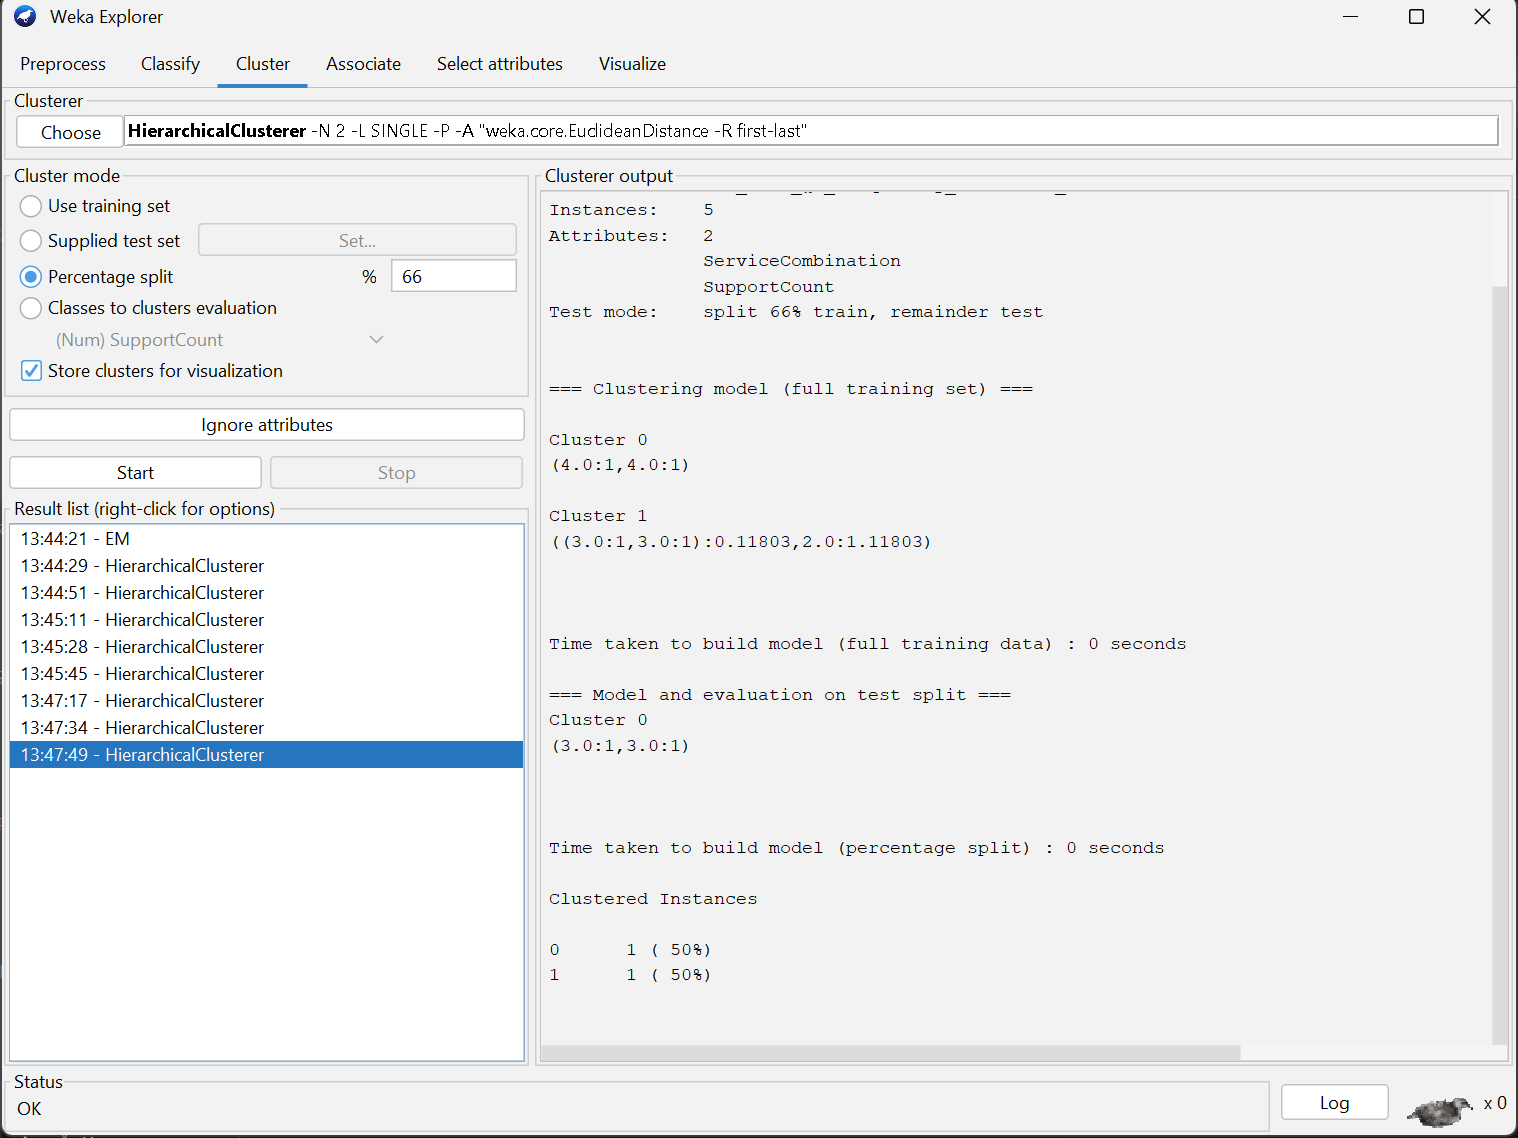 Weka Explorer
Preprocess Classify Cluster Associate Select attributes Visualize
Clusterer
Choose HierarchicalClusterer -N 2 -L SINGLE -P -A "weka.core.EuclideanDistance -R first-last"
Cluster mode
Use training set
Supplied test set Set...
Percentage split % 66
Classes to clusters evaluation
(Num) SupportCount
Store clusters for visualization
Ignore attributes
Start Stop
Result list (right-click for options)
13:44:21 - EM
13:44:29 - HierarchicalClusterer
13:44:51 - HierarchicalClusterer
13:45:11 - HierarchicalClusterer
13:45:28 - HierarchicalClusterer
13:45:45 - HierarchicalClusterer
13:47:17 - HierarchicalClusterer
13:47:34 - HierarchicalClusterer
13:47:49 - HierarchicalClusterer
Clusterer output
Instances: 5
Attributes: 2
ServiceCombination
SupportCount
Test mode: split 66% train, remainder test
=== Clustering model (full training set) ===
Cluster 0
(4.0:1,4.0:1)
Cluster 1
((3.0:1,3.0:1):0.11803,2.0:1.11803)
Time taken to build model (full training data) : 0 seconds
=== Model and evaluation on test split ===
Cluster 0
(3.0:1,3.0:1)
Time taken to build model (percentage split) : 0 seconds
Clustered Instances
0 1 ( 50%)
1 1 ( 50%)
Status
OK
Log
x 0